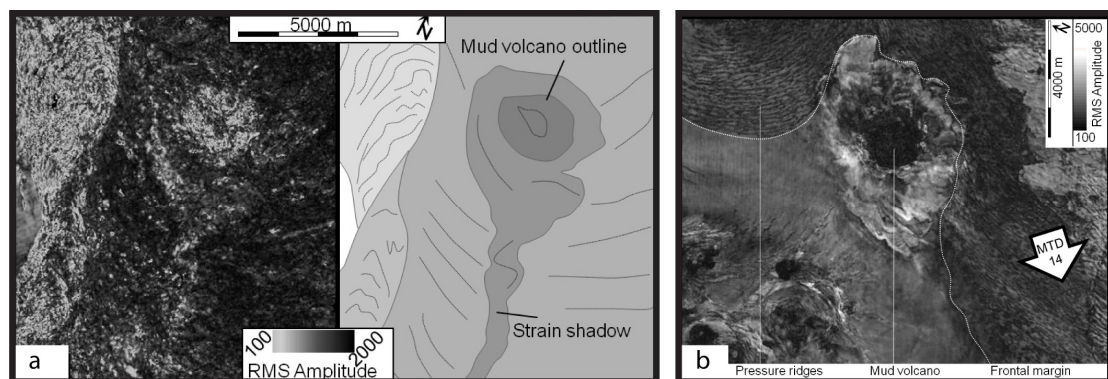 5000 m
N
Mud volcano outline
Strain shadow
100
2000
RMS Amplitude
a
N
5000
4000 m
RMS Amplitude
100
MTD
14
b
Pressure ridges
Mud volcano
Frontal margin